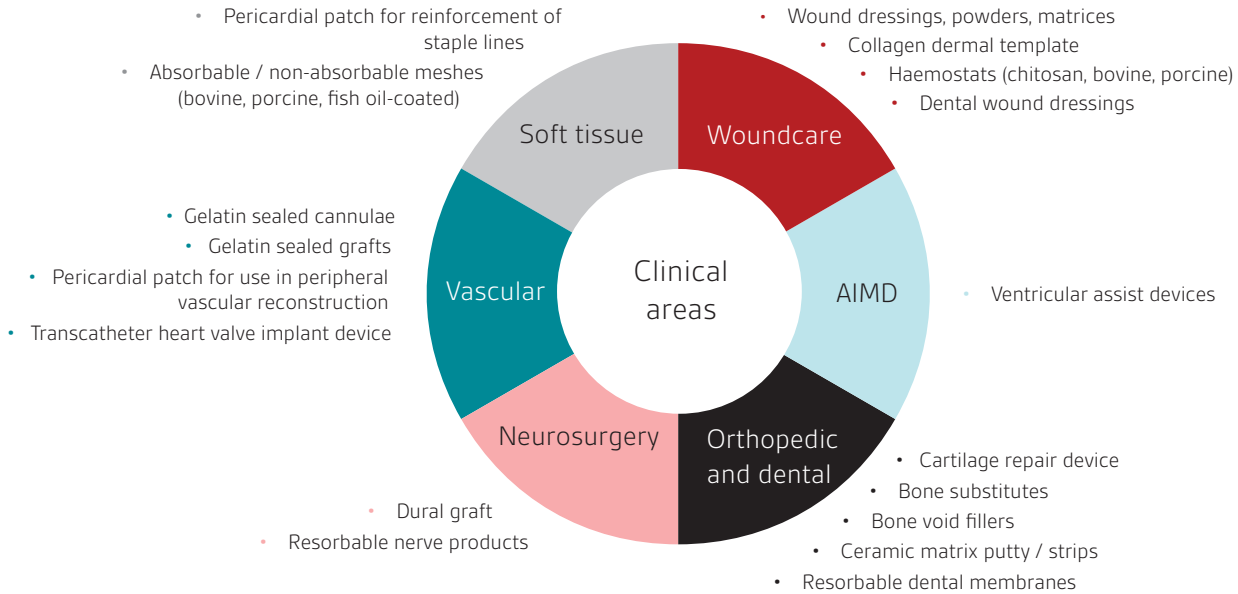 • Pericardial patch for reinforcement of
staple lines
• Absorbable / non-absorbable meshes
(bovine, porcine, fish oil-coated)
• Wound dressings, powders, matrices
• Collagen dermal template
• Haemostats (chitosan, bovine, porcine)
• Dental wound dressings
Soft tissue
Woundcare
• Gelatin sealed cannulae
• Gelatin sealed grafts
• Pericardial patch for use in peripheral
vascular reconstruction
• Transcatheter heart valve implant device
Vascular
Clinical
areas
AIMD
• Ventricular assist devices
Neurosurgery
Orthopedic
and dental
• Dural graft
• Resorbable nerve products
• Cartilage repair device
• Bone substitutes
• Bone void fillers
• Ceramic matrix putty / strips
• Resorbable dental membranes